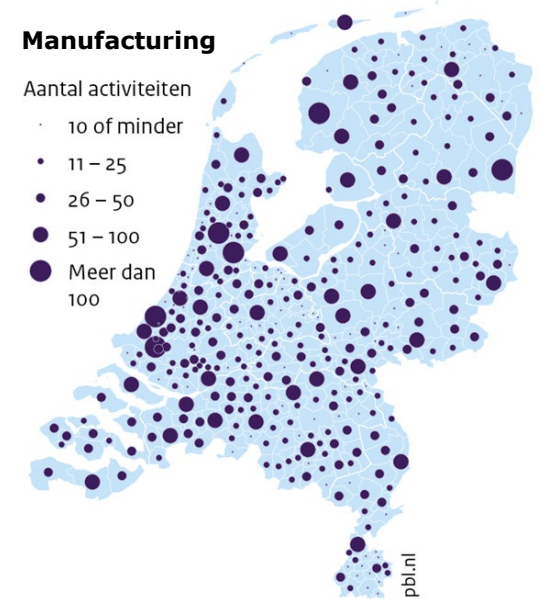 Manufacturing
Aantal activiteiten
10 of minder
11 – 25
26 – 50
51 – 100
Meer dan
100
pbl.nl